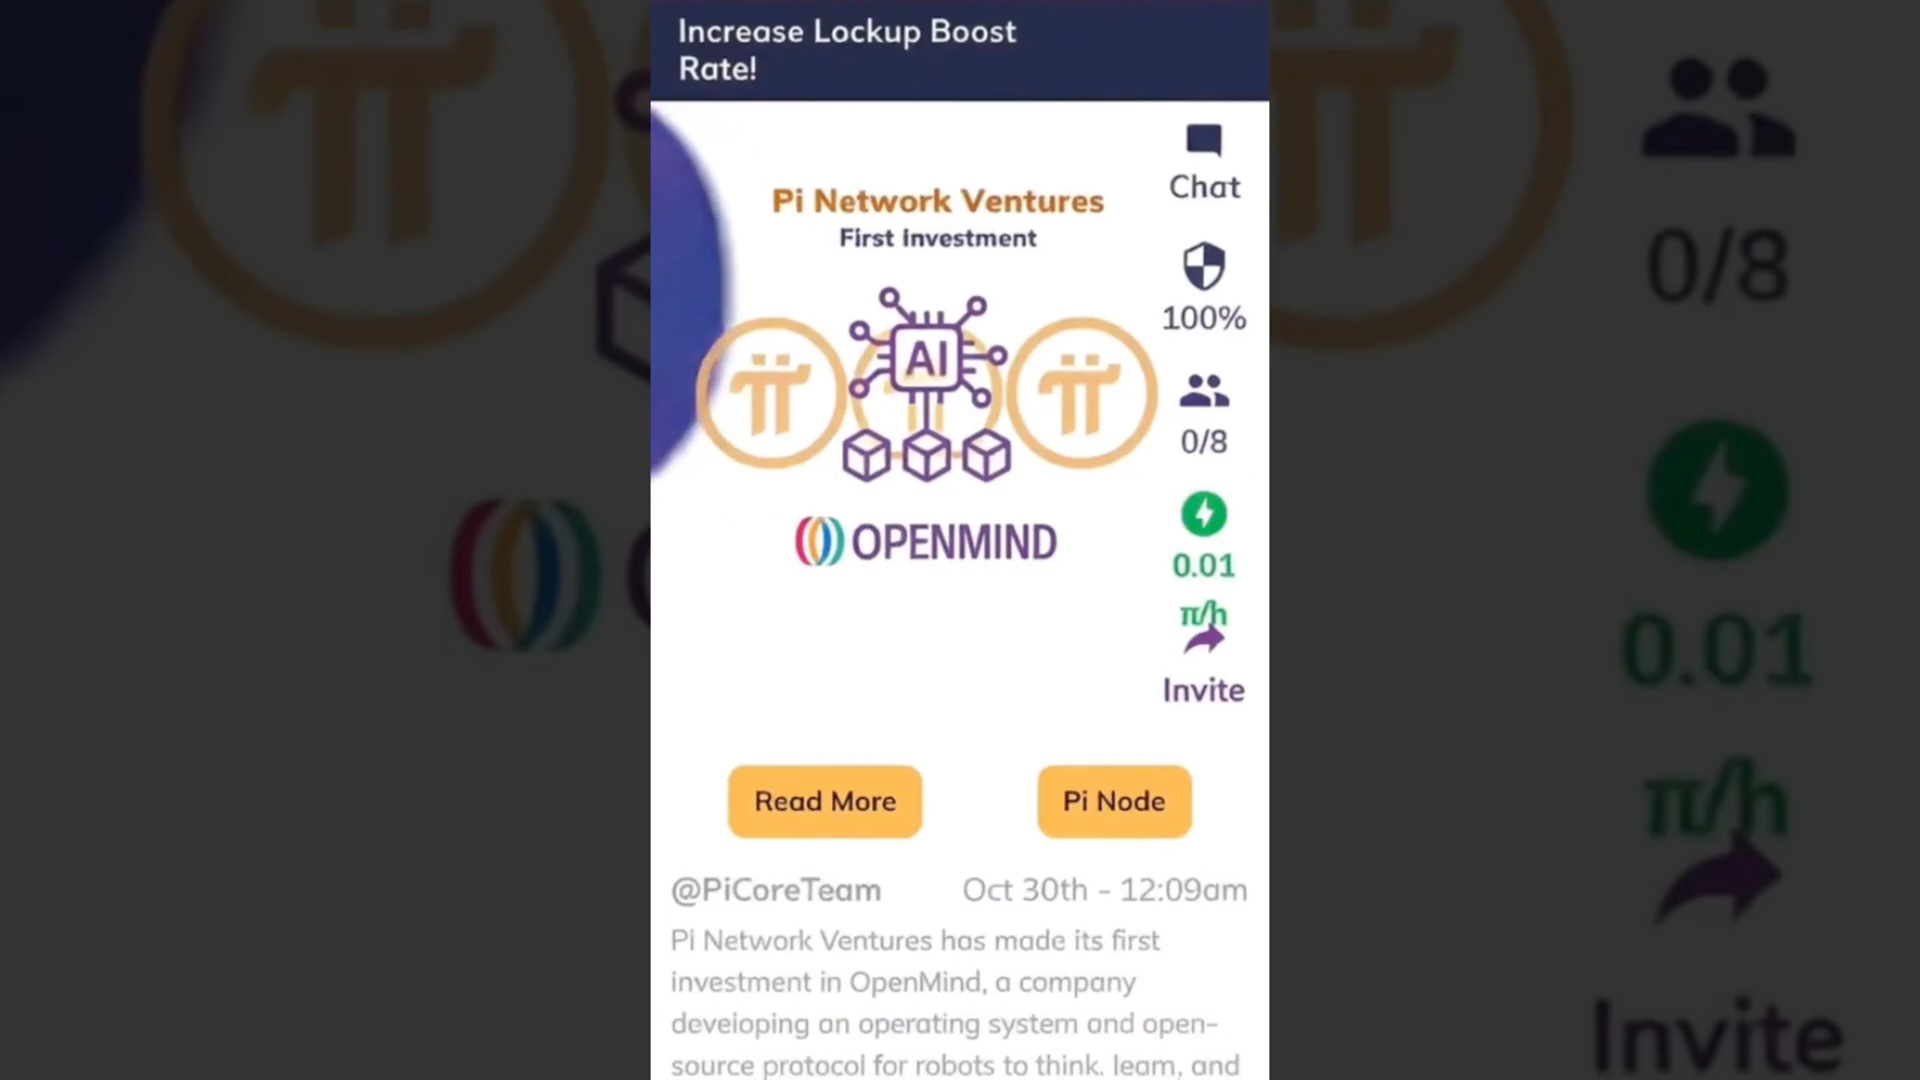 Increase Lockup Boost
Rate!
Chat
Pi Network Ventures
First Investment
100%
AI
0/8
OPENMIND
0.01
π/h
Invite
Read More
Pi Node
@PiCoreTeam
Oct 30th - 12:09am
Pi Network Ventures has made its first
investment in OpenMind, a company
developing an operating system and open-
source protocol for robots to think, learn, and
0/8
0.01
π/h
Invite